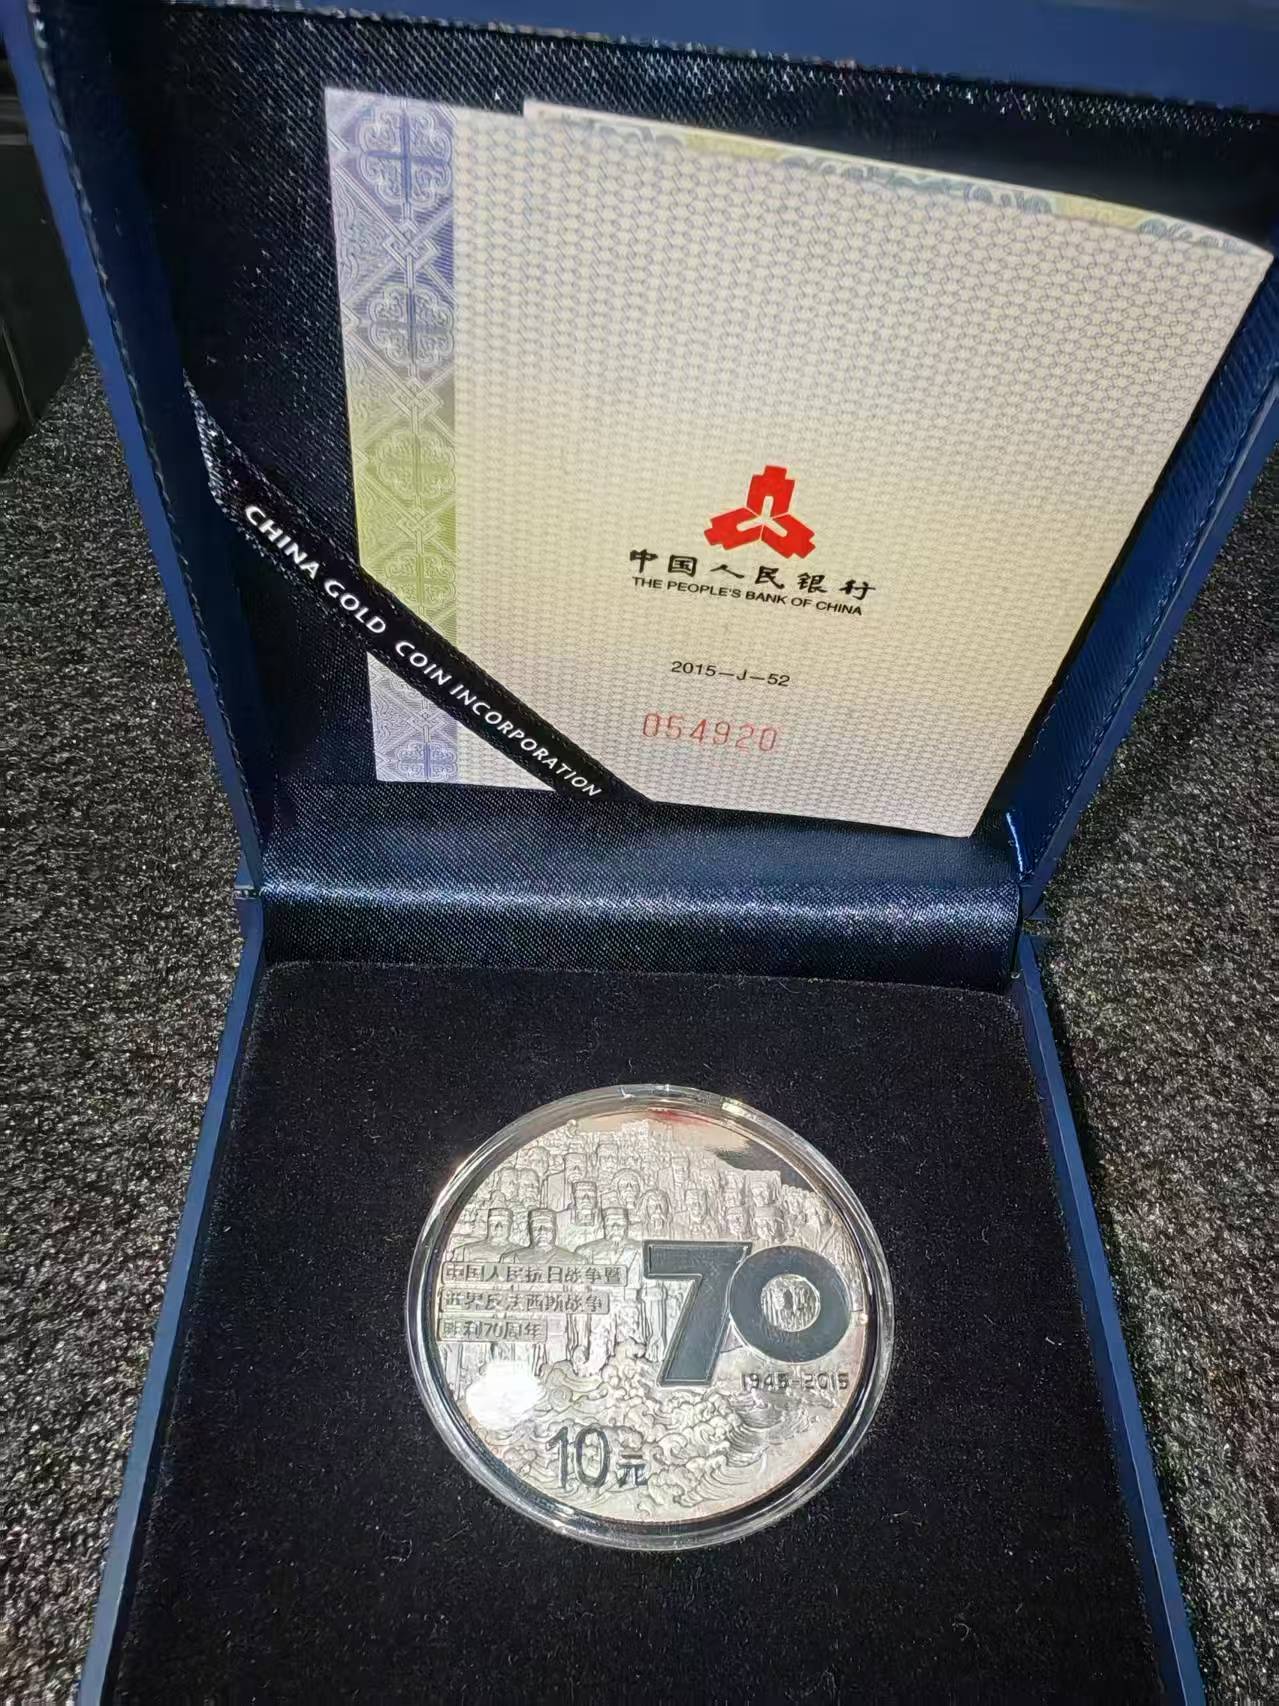 中国人民银行
THE PEOPLE'S BANK OF CHINA
2015-J-52
054920
CHINA GOLD COIN INCORPORATION
中国人民抗日战争暨
世界反法西斯战争
胜利70周年
70
1945-2015
10元